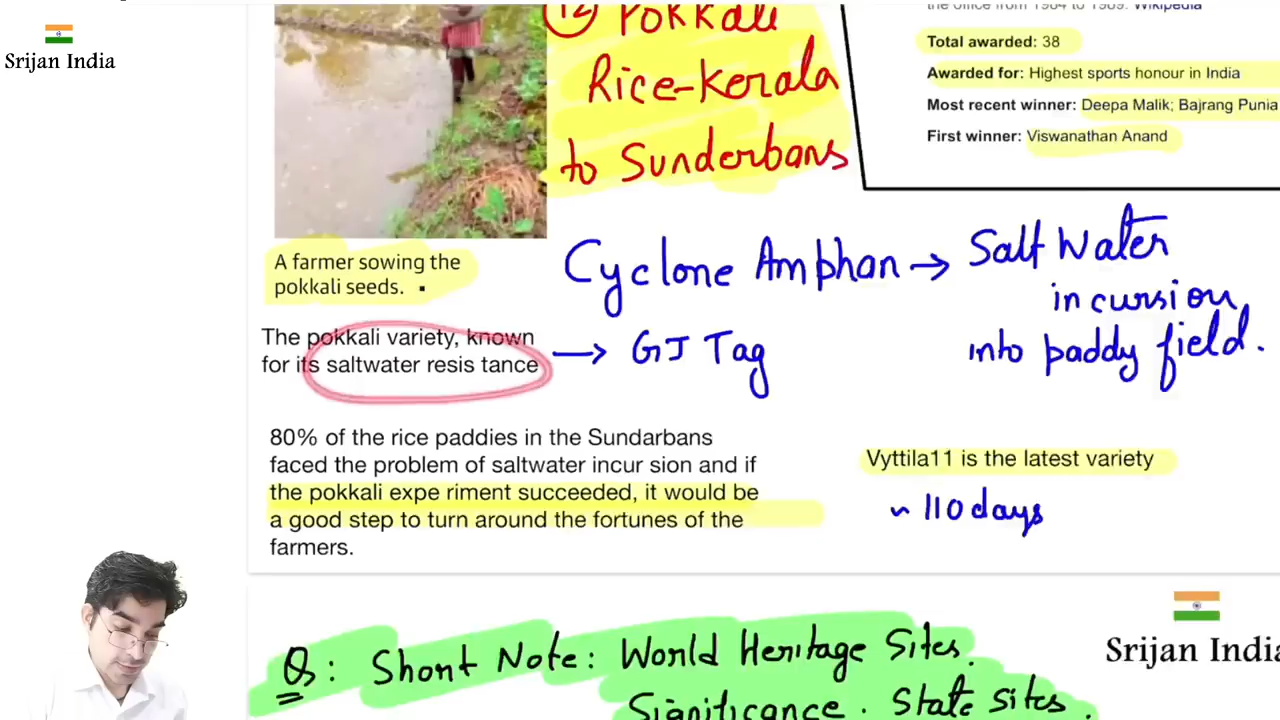 Srijan India
12 Pokkali
Rice-Kerala
to Sunderbans
Total awarded: 38
Awarded for: Highest sports honour in India
Most recent winner: Deepa Malik; Bajrang Punia
First winner: Viswanathan Anand
A farmer sowing the
pokkali seeds.
Cyclone Amphan → Salt Water
incursion
into paddy field.
The pokkali variety, known
for its saltwater resis tance
→ GI Tag
80% of the rice paddies in the Sundarbans
faced the problem of saltwater incur sion and if
the pokkali expe riment succeeded, it would be
a good step to turn around the fortunes of the
farmers.
Vyttila11 is the latest variety
~ 110 days
Srijan India
Q: Short Note: World Heritage Sites.
Significance. State Sites.